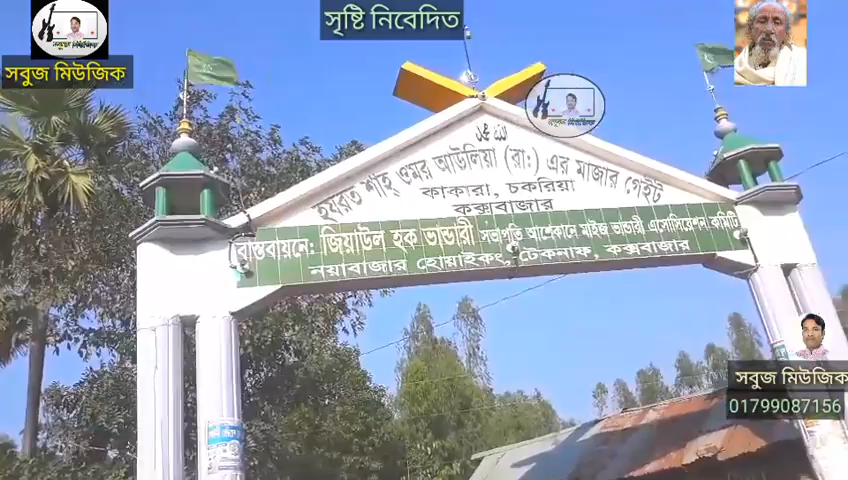 সৃষ্টি নিবেদিত
সবুজ মিউজিক
الله
হযরত শাহ্ ওমর আউলিয়া (রা:) এর মাজার গেইট
কাকারা, চকরিয়া
কক্সবাজার
বাস্তবায়নে: জিয়াউল হক ভান্ডারী সভাপতি আশেকানে মাইজ ভান্ডারী এসোসিয়েশন কমিটি
নয়াবাজার হোয়াইকং, টেকনাফ, কক্সবাজার
সবুজ মিউজিক
01799087156